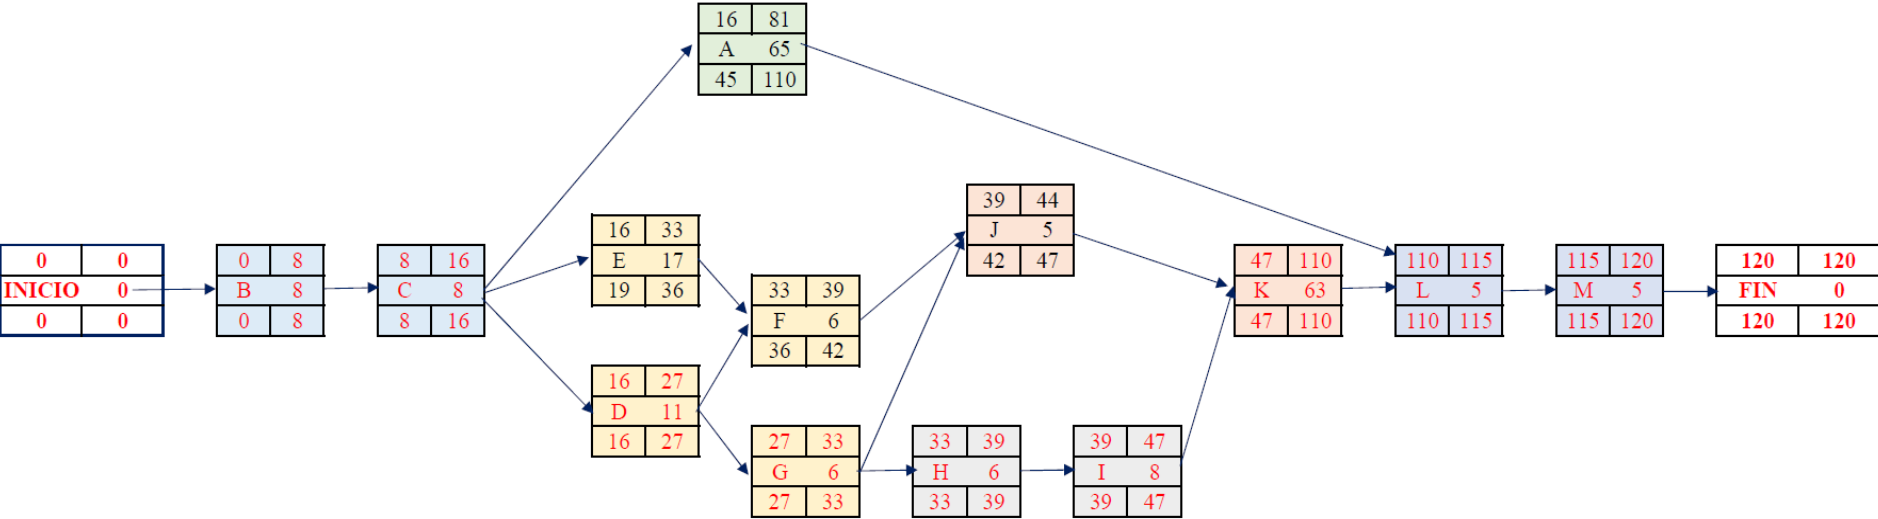 16 81
A 65
45 110
39 44
J 5
42 47
16 33
E 17
19 36
0 0
INICIO 0
0 0
0 8
B 8
0 8
8 16
C 8
8 16
33 39
F 6
36 42
47 110
K 63
47 110
110 115
L 5
110 115
115 120
M 5
115 120
120 120
FIN 0
120 120
16 27
D 11
16 27
27 33
G 6
27 33
33 39
H 6
33 39
39 47
I 8
39 47